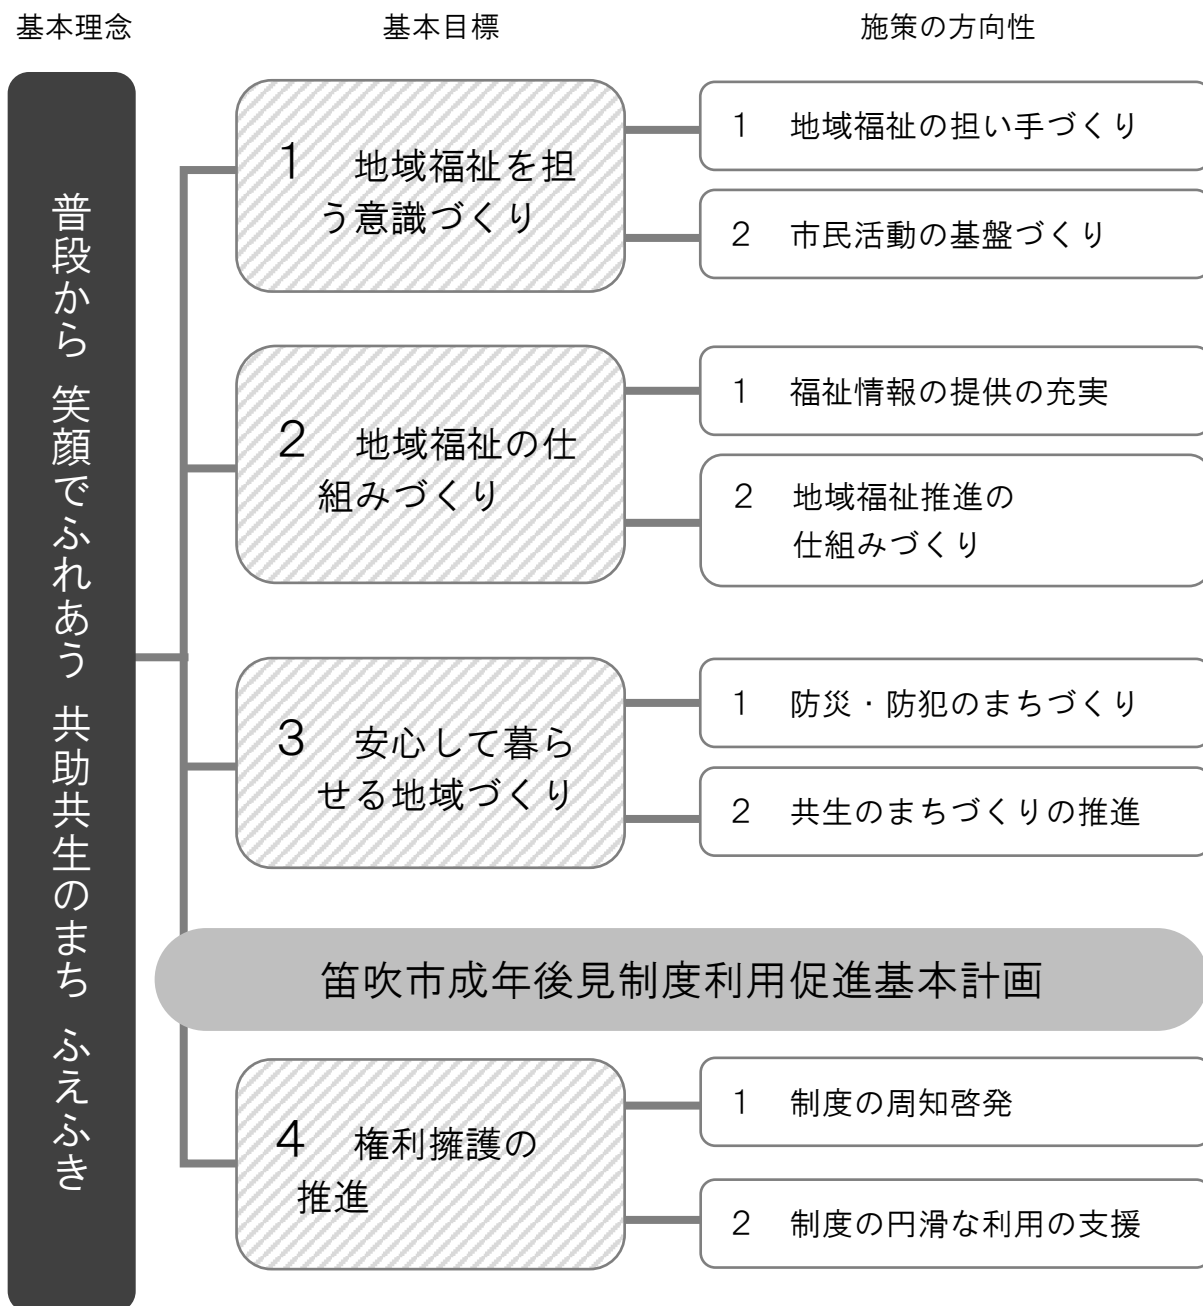 基本理念
基本目標
施策の方向性
普段から 笑顔でふれあう 共助共生のまち ふえふき
1 地域福祉を担
う意識づくり
1 地域福祉の担い手づくり
2 市民活動の基盤づくり
2 地域福祉の仕
組みづくり
1 福祉情報の提供の充実
2 地域福祉推進の
仕組みづくり
3 安心して暮ら
せる地域づくり
1 防災・防犯のまちづくり
2 共生のまちづくりの推進
笛吹市成年後見制度利用促進基本計画
4 権利擁護の
推進
1 制度の周知啓発
2 制度の円滑な利用の支援